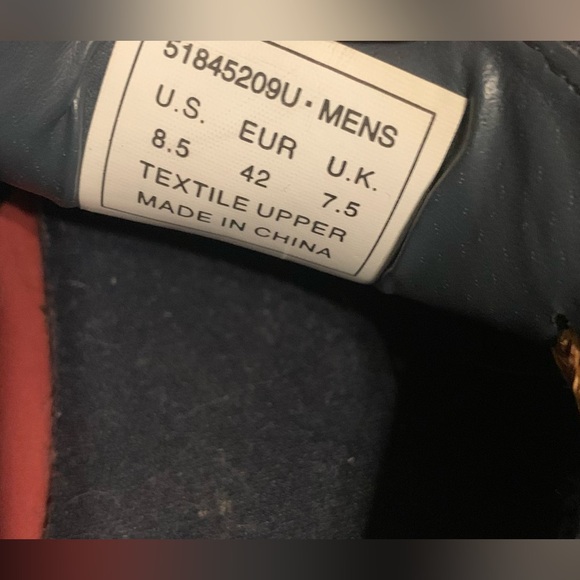 51845209U · MENS
U.S. EUR U.K.
8.5 42 7.5
TEXTILE UPPER
MADE IN CHINA